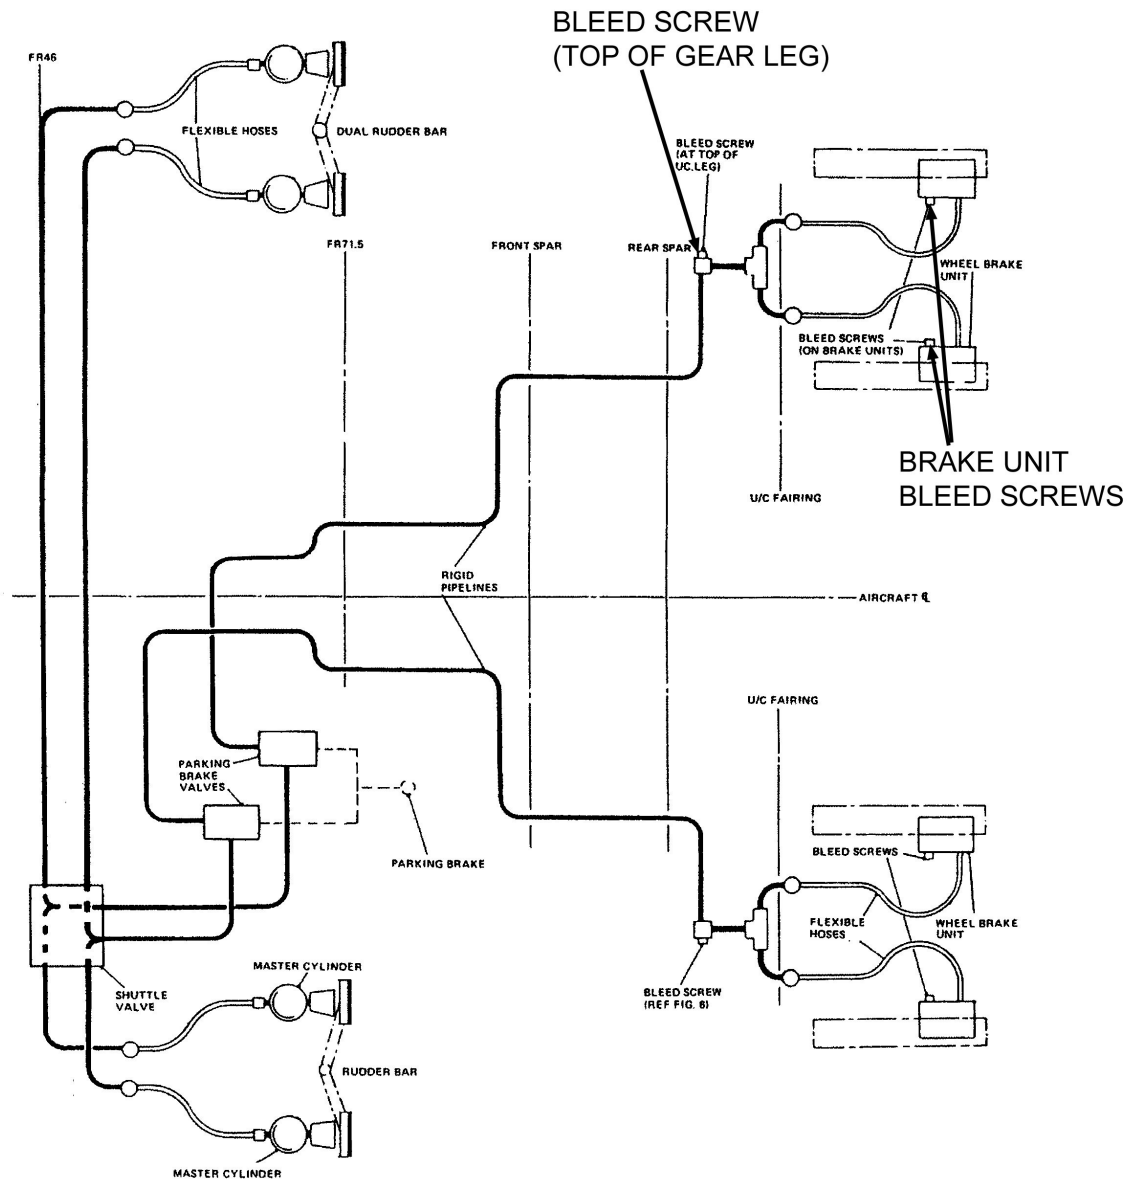 BLEED SCREW
(TOP OF GEAR LEG)
FR46
FLEXIBLE HOSES
DUAL RUDDER BAR
BLEED SCREW
(AT TOP OF
UC.LEG)
FR71.5
FRONT SPAR
REAR SPAR
WHEEL BRAKE
UNIT
BLEED SCREWS
(ON BRAKE UNITS)
BRAKE UNIT
BLEED SCREWS
U/C FAIRING
RIGID
PIPELINES
AIRCRAFT ℄
U/C FAIRING
PARKING
BRAKE
VALVES
PARKING BRAKE
BLEED SCREWS
FLEXIBLE
HOSES
WHEEL BRAKE
UNIT
MASTER CYLINDER
SHUTTLE
VALVE
BLEED SCREW
(REF FIG. 6)
RUDDER BAR
MASTER CYLINDER